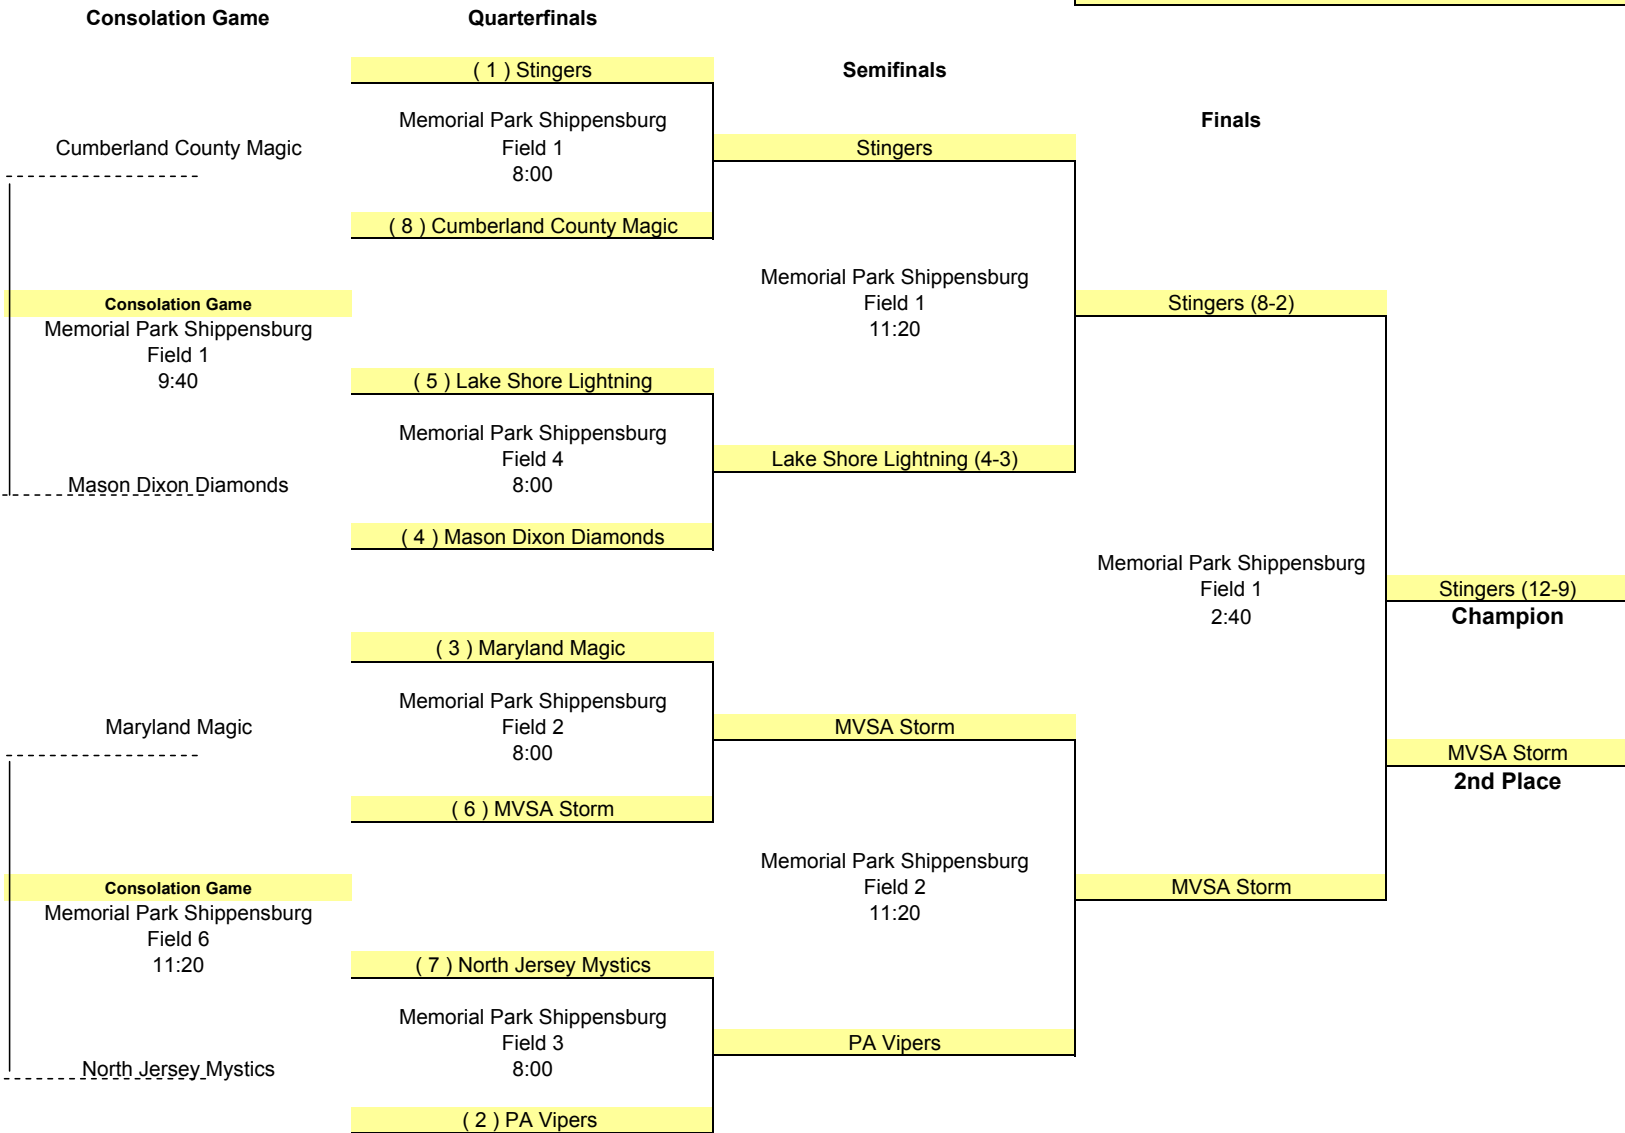 Consolation Game
Quarterfinals
( 1 ) Stingers
Semifinals
Memorial Park Shippensburg
Finals
Cumberland County Magic
Field 1
Stingers
8:00
( 8 ) Cumberland County Magic
Memorial Park Shippensburg
Consolation Game
Field 1
Stingers (8-2)
Memorial Park Shippensburg
11:20
Field 1
9:40
( 5 ) Lake Shore Lightning
Memorial Park Shippensburg
Field 4
Lake Shore Lightning (4-3)
Mason Dixon Diamonds
8:00
( 4 ) Mason Dixon Diamonds
Memorial Park Shippensburg
Field 1
Stingers (12-9)
2:40
Champion
( 3 ) Maryland Magic
Memorial Park Shippensburg
Maryland Magic
Field 2
MVSA Storm
8:00
MVSA Storm
2nd Place
( 6 ) MVSA Storm
Memorial Park Shippensburg
Consolation Game
Field 2
MVSA Storm
Memorial Park Shippensburg
11:20
Field 6
11:20
( 7 ) North Jersey Mystics
Memorial Park Shippensburg
Field 3
PA Vipers
North Jersey Mystics
8:00
( 2 ) PA Vipers